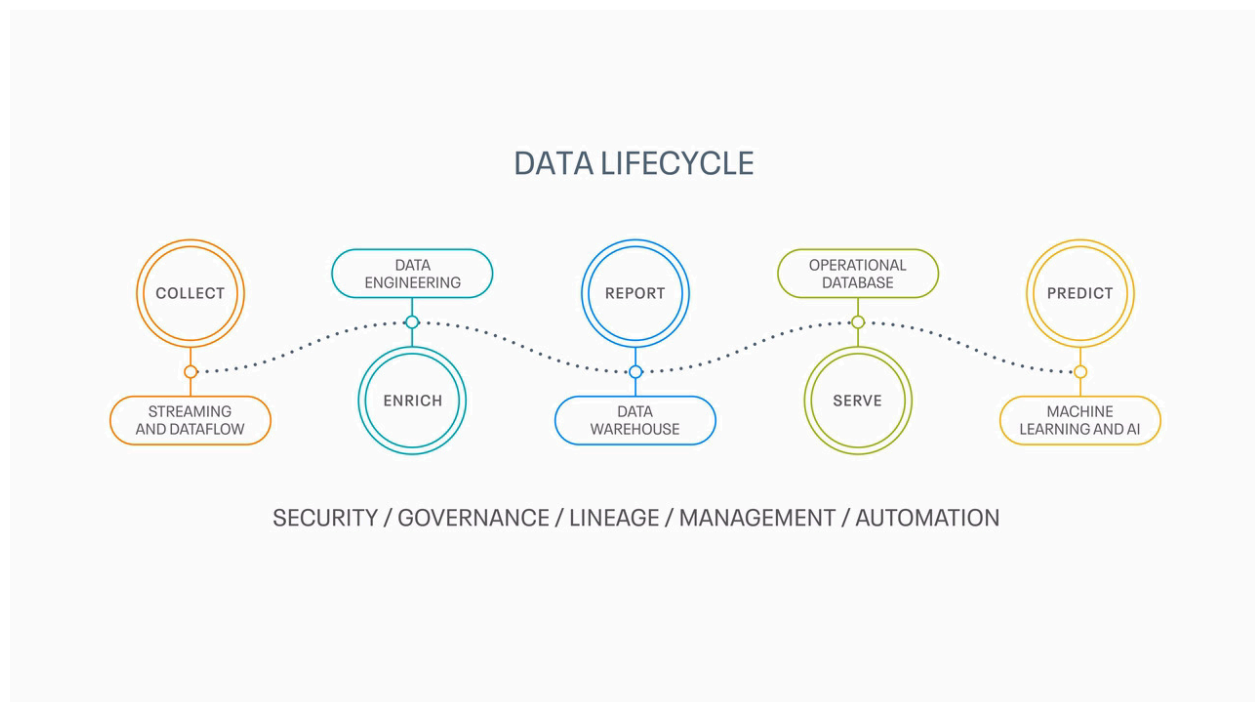 DATA LIFECYCLE
COLLECT
STREAMING
AND DATAFLOW
DATA
ENGINEERING
ENRICH
REPORT
DATA
WAREHOUSE
OPERATIONAL
DATABASE
SERVE
PREDICT
MACHINE
LEARNING AND AI
SECURITY / GOVERNANCE / LINEAGE / MANAGEMENT / AUTOMATION